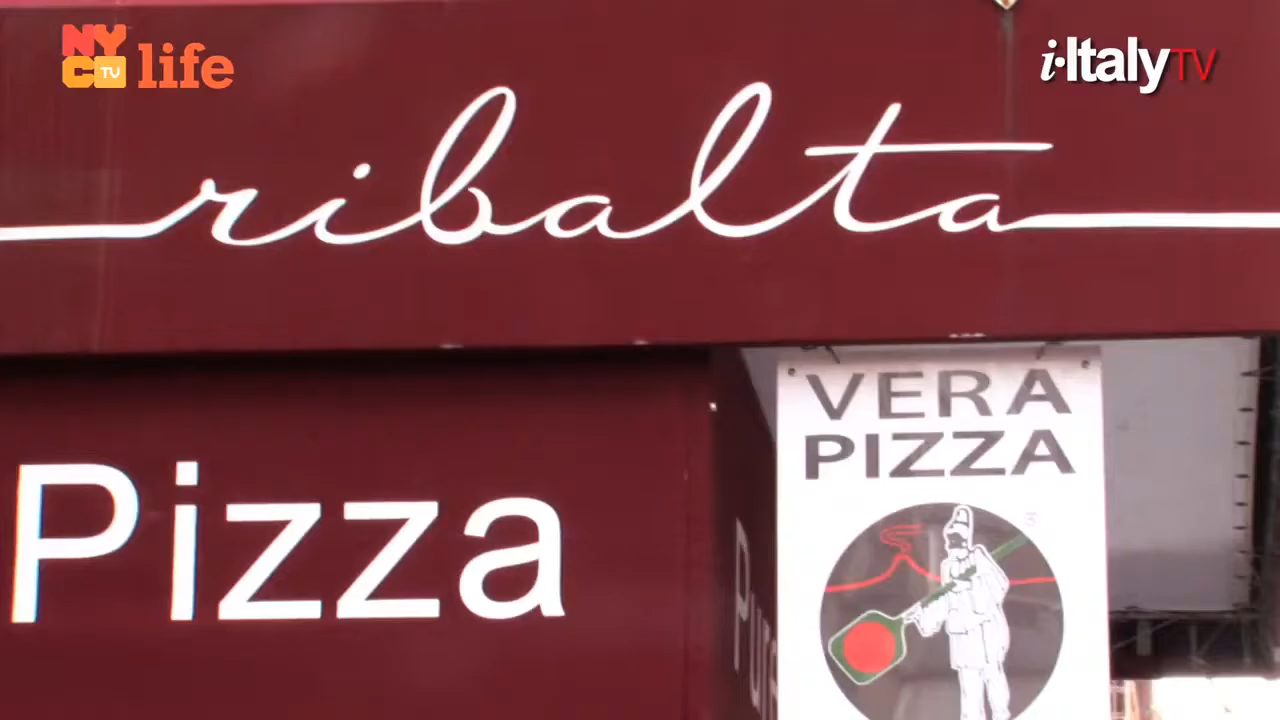 NYC TV life
i·ItalyTV
ribalta
VERA
PIZZA
Pizza